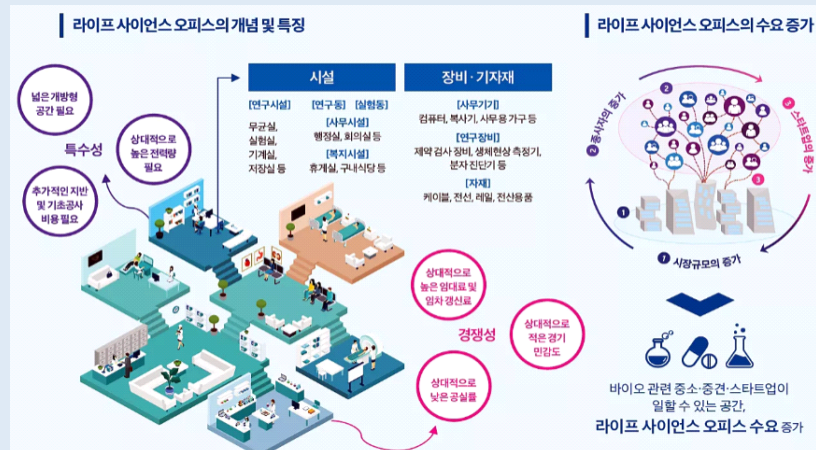 라이프 사이언스 오피스의 개념 및 특징
넓은 개방형
공간 필요
특수성
상대적으로
높은 전력량
필요
추가적인 지반
및 기초공사
비용 필요
시설
[연구시설]
무균실,
실험실,
기계실,
저장실 등
[연구동] [실험동]
[사무시설]
행정실, 회의실 등
[복지시설]
휴게실, 구내식당 등
장비·기자재
[사무기기]
컴퓨터, 복사기, 사무용 가구 등
[연구장비]
제약 검사 장비, 생체현상 측정기,
분자 진단기 등
[자재]
케이블, 전선, 레일, 전산용품
상대적으로
높은 임대료 및
임차 갱신료
경쟁성
상대적으로
적은 경기
민감도
상대적으로
낮은 공실률
라이프 사이언스 오피스의 수요 증가
2 종사자의 증가
3 스타트업의 증가
2
3
1
1 시장규모의 증가
바이오 관련 중소·중견·스타트업이
일할 수 있는 공간,
라이프 사이언스 오피스 수요 증가